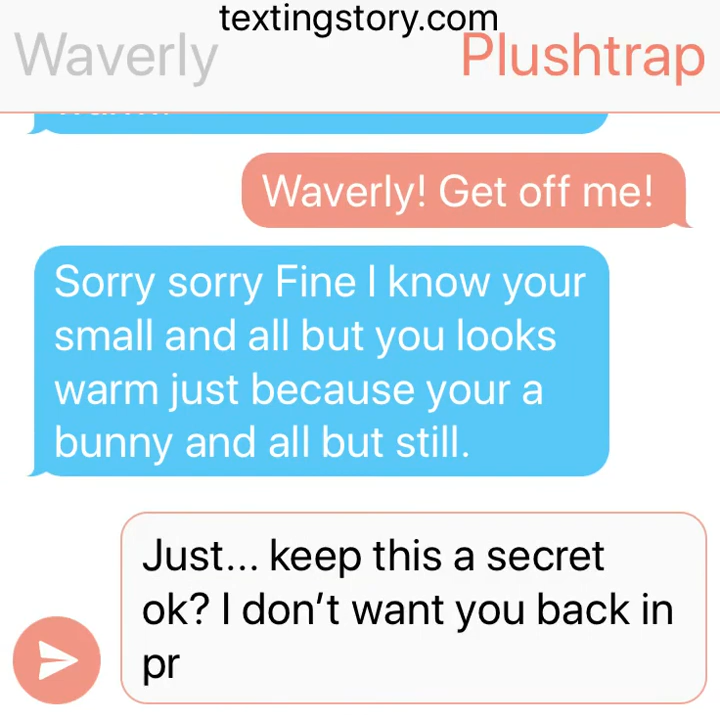 textingstory.com
Waverly Plushtrap
Waverly! Get off me!
Sorry sorry Fine I know your
small and all but you looks
warm just because your a
bunny and all but still.
Just... keep this a secret
ok? I don't want you back in
pr